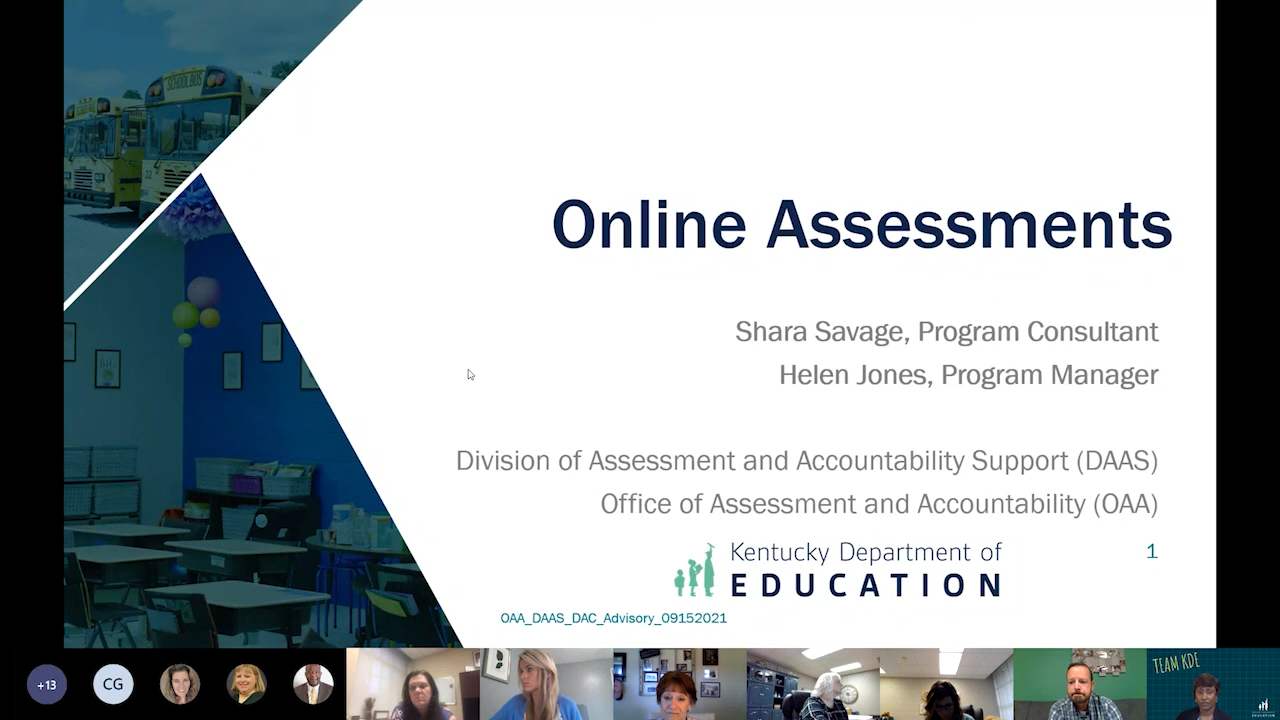 SCHOOL BUS
32
Online Assessments
Shara Savage, Program Consultant
Helen Jones, Program Manager
Division of Assessment and Accountability Support (DAAS)
Office of Assessment and Accountability (OAA)
Kentucky Department of
EDUCATION
1
OAA_DAAS_DAC_Advisory_09152021
+13
CG
TEAM KDE